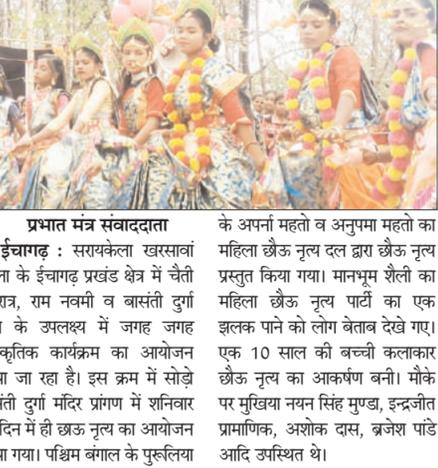 प्रभात मंत्र संवाददाता
ईचागढ़ : सरायकेला खरसावां
के ईचागढ़ प्रखंड क्षेत्र में चैती
राम नवमी व बासंती दुर्गा
के उपलक्ष्य में जगह जगह
कार्यक्रम का आयोजन
जा रहा है। इस क्रम में सोड़ो
दुर्गा मंदिर प्रांगण में शनिवार
दिन में ही छऊ नृत्य का आयोजन
गया। पश्चिम बंगाल के पुरूलिया
के अपर्णा महतो व अनुपमा महतो का
महिला छौऊ नृत्य दल द्वारा छौऊ नृत्य
प्रस्तुत किया गया। मानभूम शैली का
महिला छौऊ नृत्य पार्टी का एक
झलक पाने को लोग बेताब देखे गए।
एक 10 साल की बच्ची कलाकार
छौऊ नृत्य का आकर्षण बनी। मौके
पर मुखिया नयन सिंह मुण्डा, इन्द्रजीत
प्रामाणिक, अशोक दास, ब्रजेश पांडे
आदि उपस्थित थे।